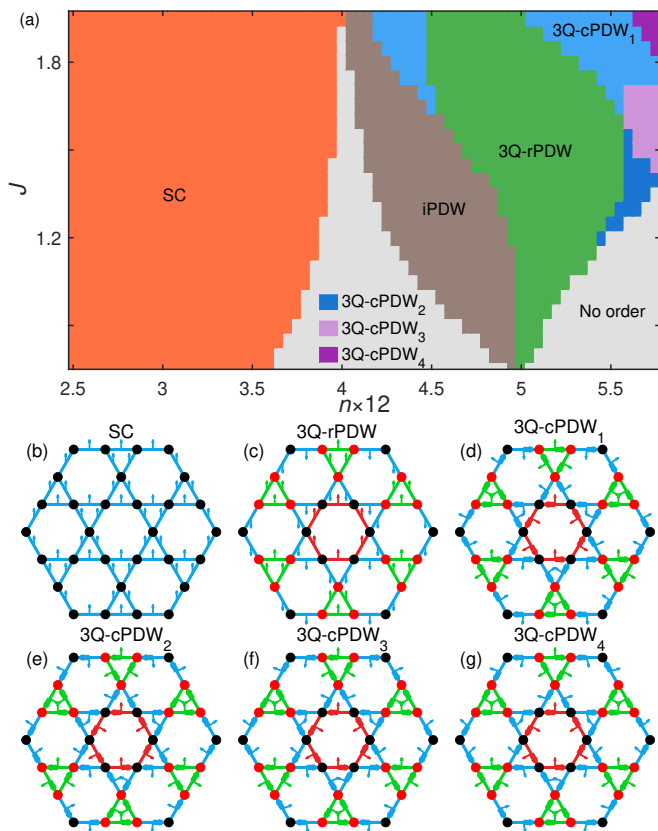 (a)
3Q-cPDW₁
1.8
3Q-rPDW
J
SC
iPDW
1.2
3Q-cPDW₂
No order
3Q-cPDW₃
3Q-cPDW₄
2.5 3 3.5 4 4.5 5 5.5
n×12
(b) SC (c) 3Q-rPDW (d) 3Q-cPDW₁
(e) 3Q-cPDW₂ (f) 3Q-cPDW₃ (g) 3Q-cPDW₄